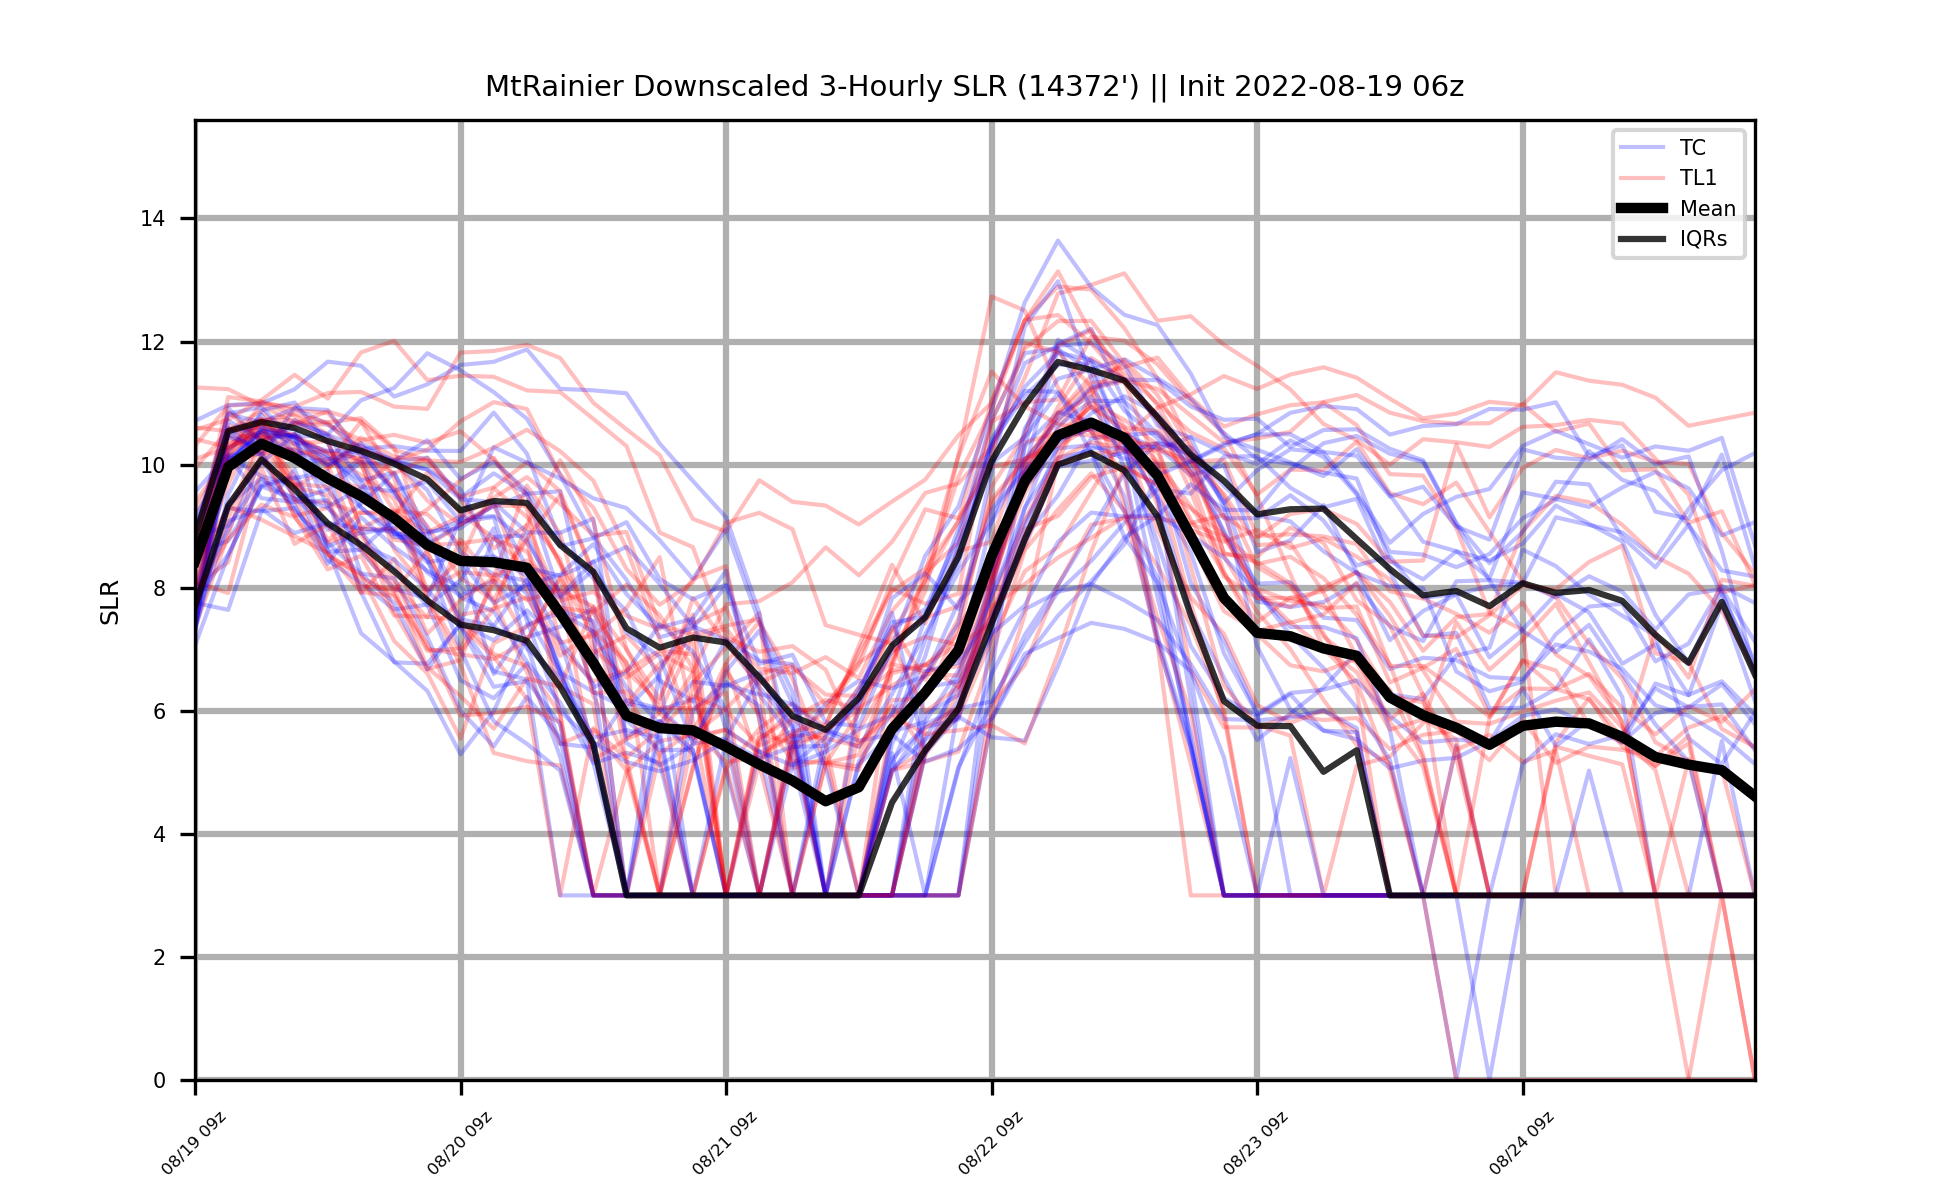 MtRainier Downscaled 3-Hourly SLR (14372') || Init 2022-08-19 06z
TC
TL1
Mean
IQRs
SLR
14
12
10
8
6
4
2
0
08/19 09z
08/20 09z
08/21 09z
08/22 09z
08/23 09z
08/24 09z